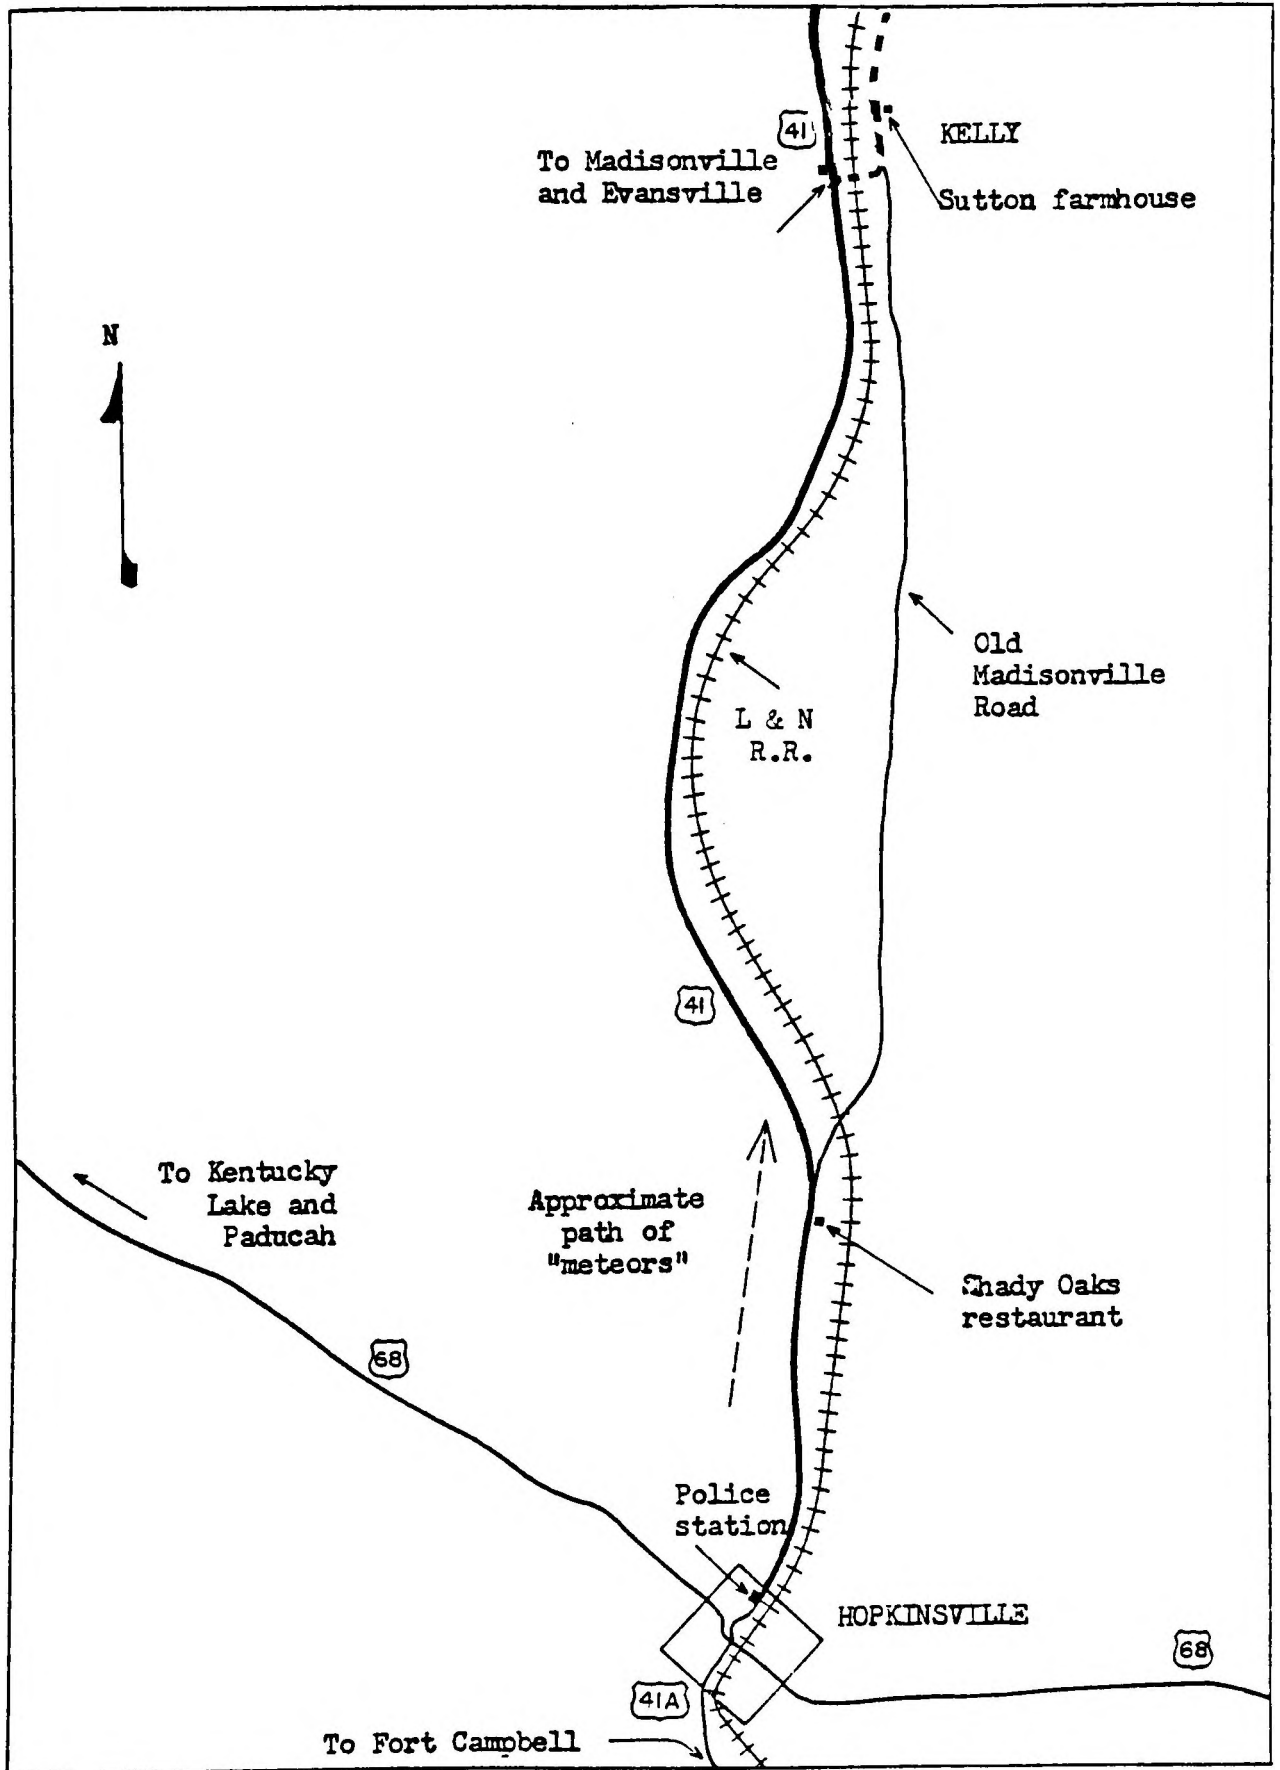 41
KELLY
To Madisonville
and Evansville
Sutton farmhouse
N
Old
Madisonville
Road
L & N
R.R.
41
To Kentucky
Lake and
Paducah
Approximate
path of
"meteors"
Shady Oaks
restaurant
68
Police
station
HOPKINSVILLE
68
41A
To Fort Campbell